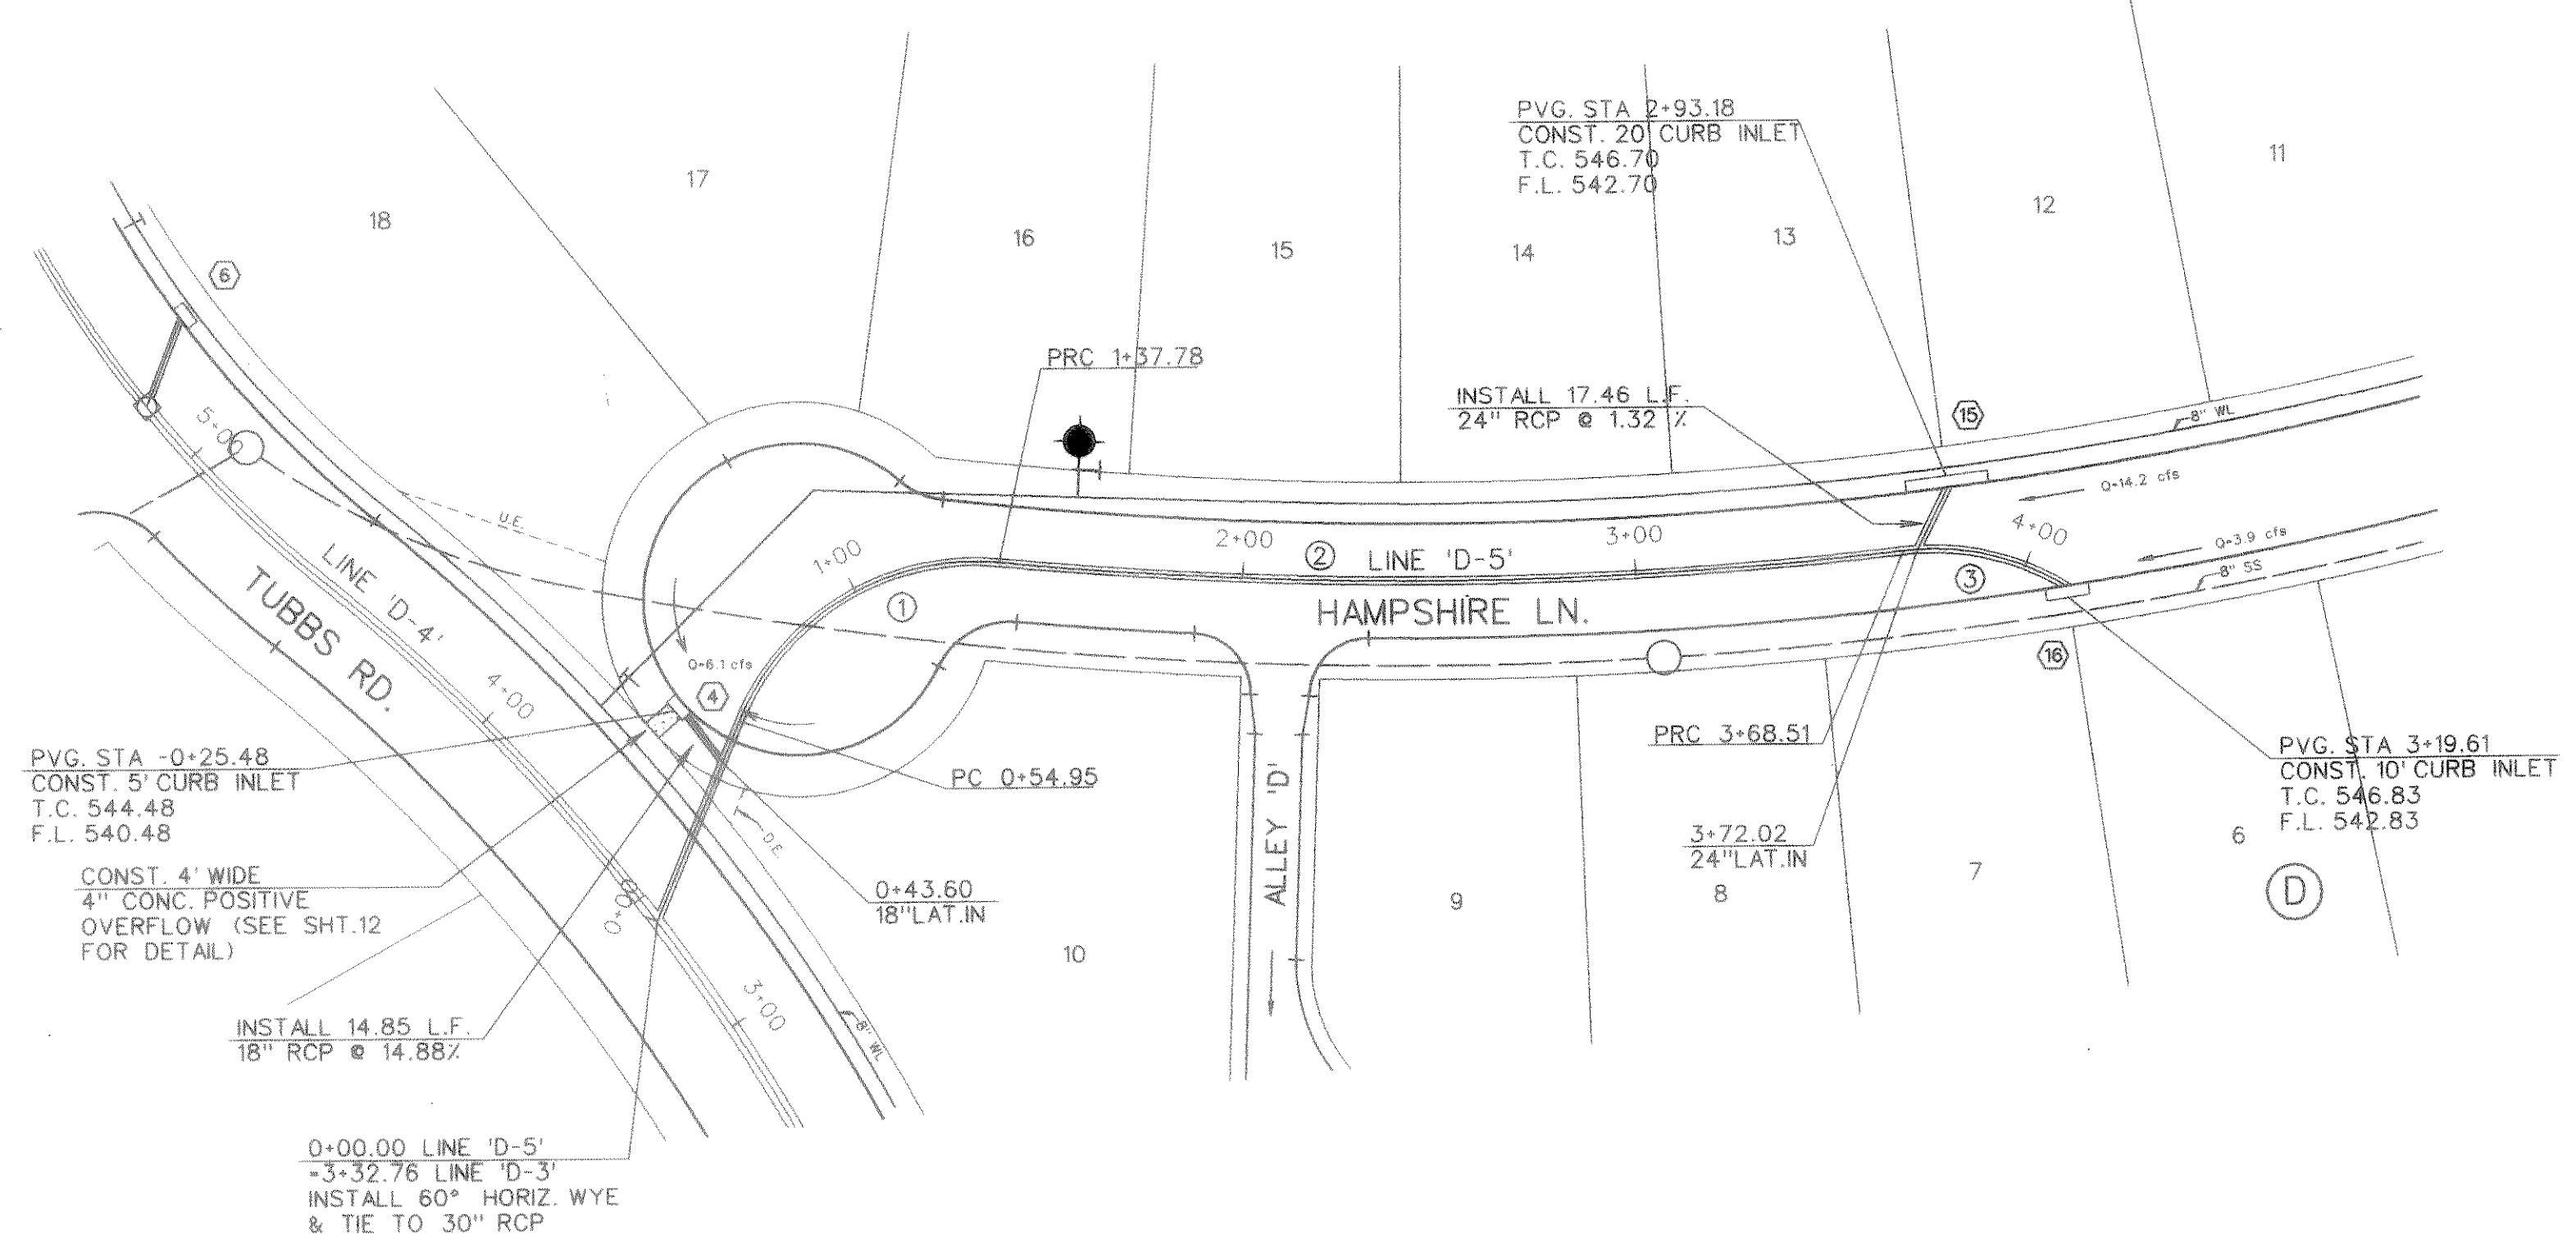 PVG. STA 2+93.18
CONST. 20' CURB INLET
T.C. 546.70
F.L. 542.70
11
12
13
14
15
16
17
18
6
PRC 1+37.78
INSTALL 17.46 L.F.
24" RCP @ 1.32 %
15
8" WL
Q=14.2 cfs
5+00
U.E.
1+00
2+00
2
LINE 'D-5'
3+00
4+00
Q=3.9 cfs
8" SS
3
1
HAMPSHIRE LN.
LINE 'D-4'
TUBBS RD.
Q=6.1 cfs
4
16
4+00
PVG. STA -0+25.48
CONST. 5' CURB INLET
T.C. 544.48
F.L. 540.48
PC 0+54.95
PRC 3+68.51
PVG. STA 3+19.61
CONST. 10' CURB INLET
T.C. 546.83
F.L. 542.83
D.E.
ALLEY 'D'
3+72.02
24"LAT.IN
6
7
8
9
10
D
CONST. 4' WIDE
4" CONC. POSITIVE
OVERFLOW (SEE SHT.12
FOR DETAIL)
0+43.60
18"LAT.IN
0+00
3+00
8" WL
INSTALL 14.85 L.F.
18" RCP @ 14.88%
0+00.00 LINE 'D-5'
=3+32.76 LINE 'D-3'
INSTALL 60° HORIZ. WYE
& TIE TO 30" RCP